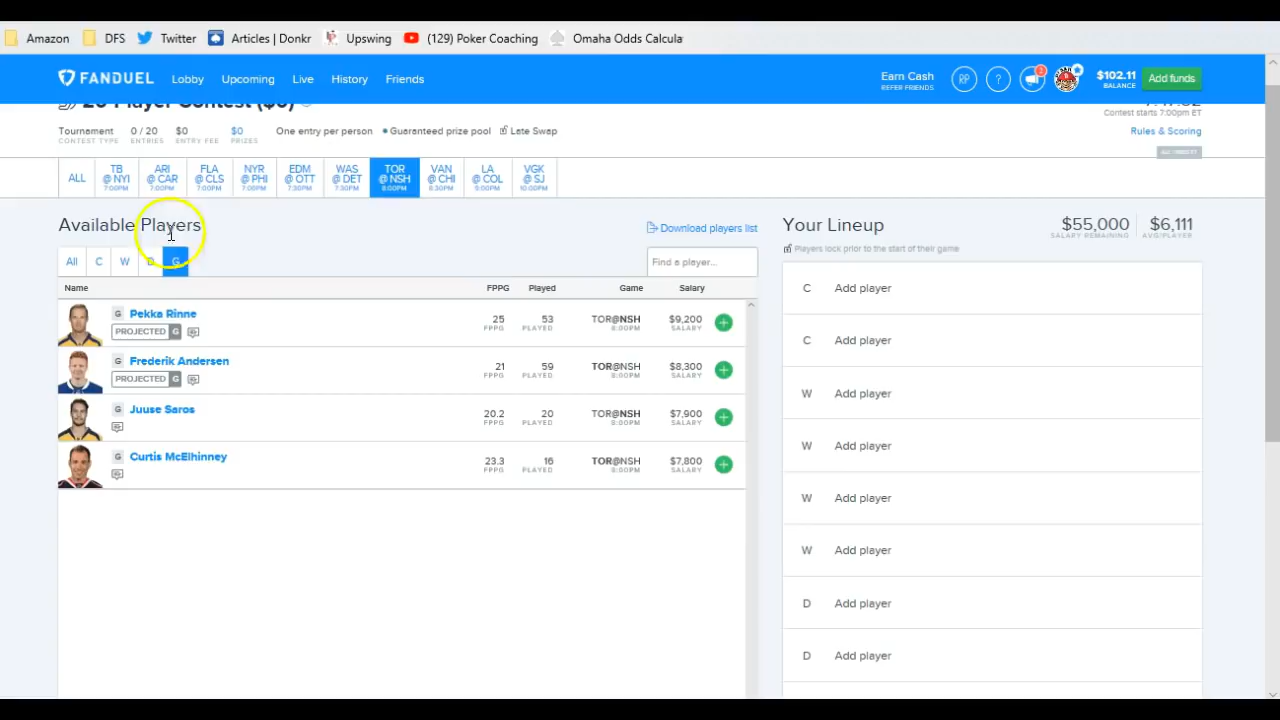 Amazon DFS Twitter Articles | Donkr Upswing (129) Poker Coaching Omaha Odds Calcula
FANDUEL Lobby Upcoming Live History Friends Earn Cash REFER FRIENDS RP ? $102.11 BALANCE Add funds
20 Player Contest ($0)
Tournament 0 / 20 $0 $0 One entry per person Guaranteed prize pool Late Swap
CONTEST TYPE ENTRIES ENTRY FEE PRIZES
Contest starts 7:00pm ET
Rules & Scoring
ALL
TB @ NYI 7:00PM
ARI @ CAR 7:00PM
FLA @ CLS 7:00PM
NYR @ PHI 7:00PM
EDM @ OTT 7:30PM
WAS @ DET 7:30PM
TOR @ NSH 8:00PM
VAN @ CHI 8:30PM
LA @ COL 9:00PM
VGK @ SJ 10:00PM
Available Players
Download players list
All C W D G Find a player...
Name FPPG Played Game Salary
G Pekka Rinne 25 53 TOR@NSH $9,200
PROJECTED G FPPG PLAYED 8:00PM SALARY
G Frederik Andersen 21 59 TOR@NSH $8,300
PROJECTED G FPPG PLAYED 8:00PM SALARY
G Juuse Saros 20.2 20 TOR@NSH $7,900
FPPG PLAYED 8:00PM SALARY
G Curtis McElhinney 23.3 16 TOR@NSH $7,800
FPPG PLAYED 8:00PM SALARY
Your Lineup $55,000 $6,111
SALARY REMAINING AVG/PLAYER
Players lock prior to the start of their game
C Add player
C Add player
W Add player
W Add player
W Add player
W Add player
D Add player
D Add player